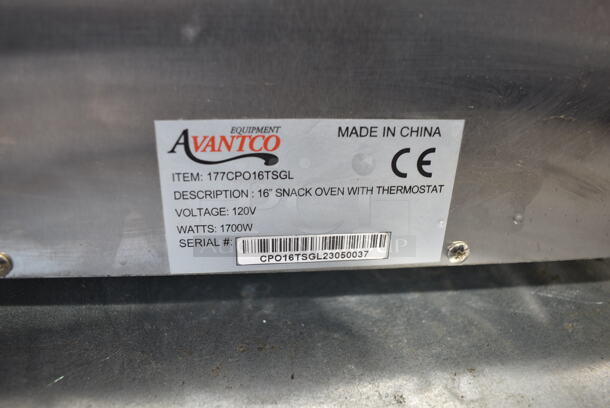 AVANTCO
EQUIPMENT
MADE IN CHINA
CE
ITEM: 177CPO16TSGL
DESCRIPTION : 16" SNACK OVEN WITH THERMOSTAT
VOLTAGE: 120V
WATTS: 1700W
SERIAL #:
CPO16TSGL23050037